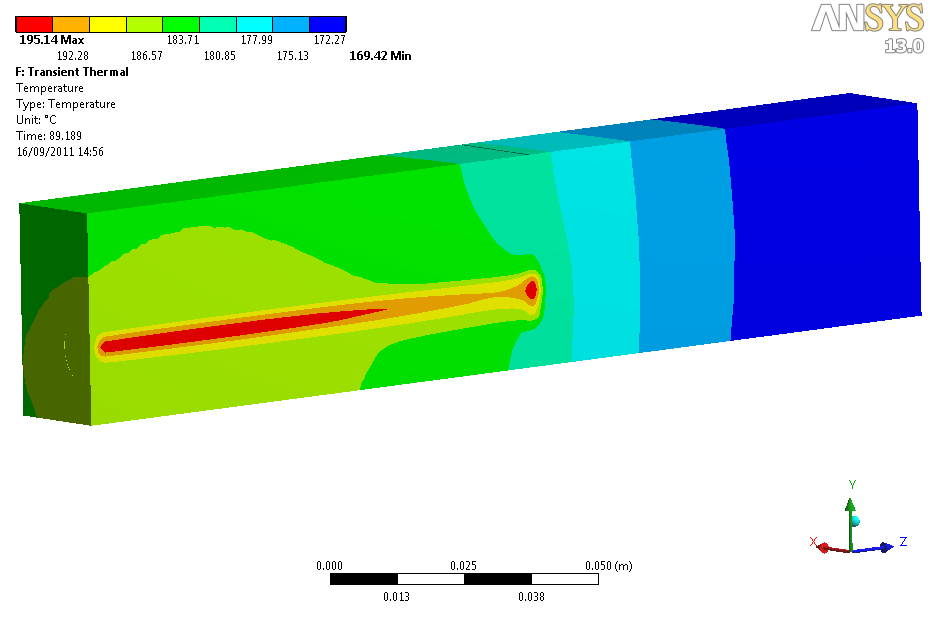 ANSYS
13.0
195.14 Max
183.71
177.99
172.27
192.28
186.57
180.85
175.13
169.42 Min
F: Transient Thermal
Temperature
Type: Temperature
Unit: °C
Time: 89.189
16/09/2011 14:56
Y
X
Z
0.000
0.025
0.050 (m)
0.013
0.038